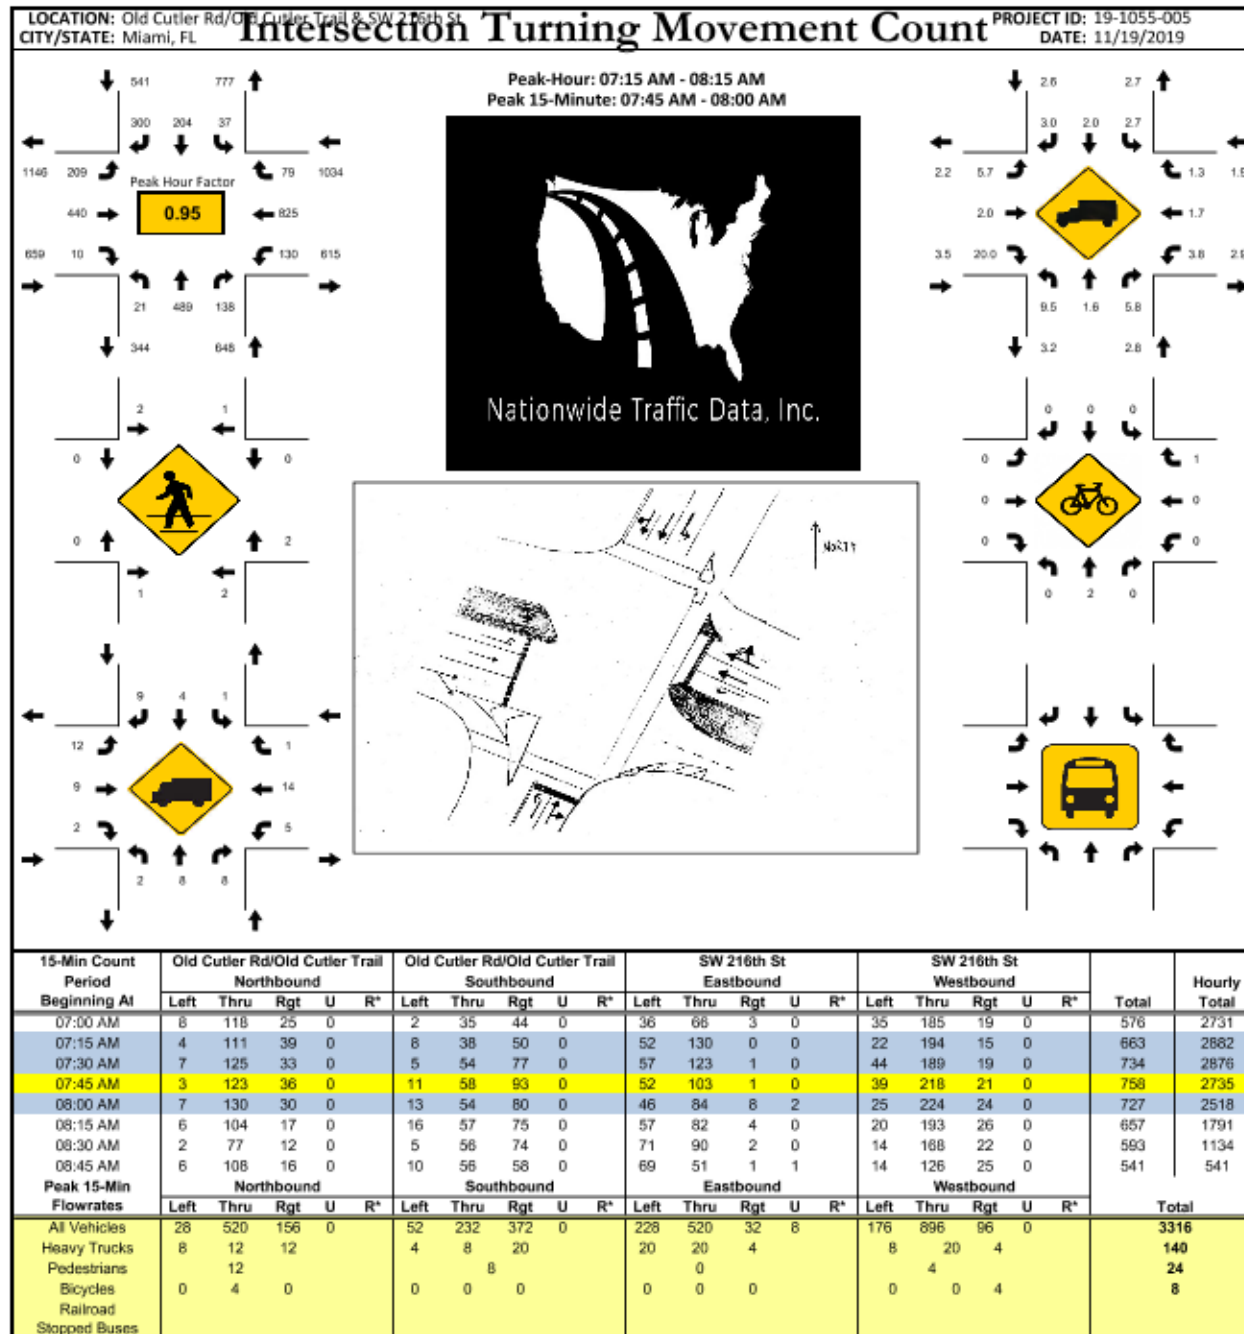 LOCATION: Old Cutler Rd/Old Cutler Trail & SW 216th St
CITY/STATE: Miami, FL
Intersection Turning Movement Count
PROJECT ID: 19-1055-005
DATE: 11/19/2019
Peak-Hour: 07:15 AM - 08:15 AM
Peak 15-Minute: 07:45 AM - 08:00 AM
541 777
300 204 37
1146 209 79 1034
Peak Hour Factor
440 0.95 825
659 10 130 615
21 489 138
344 648
2.6 2.7
3.0 2.0 2.7
2.2 5.7 1.3 1.5
2.0 1.7
3.5 20.0 3.8 2.9
9.5 1.6 5.8
3.2 2.8
Nationwide Traffic Data, Inc.
2 1
0 0
0 2
1 2
0 0 0
0 1
0 0
0 0
0 2 0
NORTH
9 4 1
12 1
9 14
2 5
2 8 8
15-Min Count Old Cutler Rd/Old Cutler Trail Old Cutler Rd/Old Cutler Trail SW 216th St SW 216th St
Period Northbound Southbound Eastbound Westbound Hourly
Beginning At Left Thru Rgt U R* Left Thru Rgt U R* Left Thru Rgt U R* Left Thru Rgt U R* Total Total
07:00 AM 8 118 25 0 2 35 44 0 36 66 3 0 35 185 19 0 576 2731
07:15 AM 4 111 39 0 8 38 50 0 52 130 0 0 22 194 15 0 663 2882
07:30 AM 7 125 33 0 5 54 77 0 57 123 1 0 44 189 19 0 734 2876
07:45 AM 3 123 36 0 11 58 93 0 52 103 1 0 39 218 21 0 758 2735
08:00 AM 7 130 30 0 13 54 80 0 46 84 8 2 25 224 24 0 727 2518
08:15 AM 6 104 17 0 16 57 75 0 57 82 4 0 20 193 26 0 657 1791
08:30 AM 2 77 12 0 5 56 74 0 71 90 2 0 14 168 22 0 593 1134
08:45 AM 6 108 16 0 10 56 58 0 69 51 1 1 14 126 25 0 541 541
Peak 15-Min Northbound Southbound Eastbound Westbound
Flowrates Left Thru Rgt U R* Left Thru Rgt U R* Left Thru Rgt U R* Left Thru Rgt U R* Total
All Vehicles 28 520 156 0 52 232 372 0 228 520 32 8 176 896 96 0 3316
Heavy Trucks 8 12 12 4 8 20 20 20 4 8 20 4 140
Pedestrians 12 8 0 4 24
Bicycles 0 4 0 0 0 0 0 0 0 0 0 4 8
Railroad
Stopped Buses